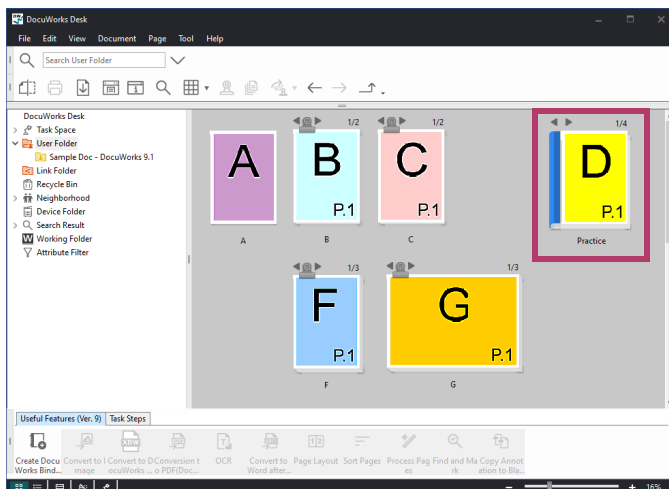 DocuWorks Desk
File Edit View Document Page Tool Help
Search User Folder
DocuWorks Desk
Task Space
User Folder
Sample Doc - DocuWorks 9.1
Link Folder
Recycle Bin
Neighborhood
Device Folder
Search Result
Working Folder
Attribute Filter
1/2 1/2 1/4
A B C D
P.1 P.1 P.1
A B C Practice
1/3 1/3
F G
P.1 P.1
F G
Useful Features (Ver. 9) Task Steps
Create Docu Convert to I Convert to D Conversion t OCR Convert to Page Layout Sort Pages Process Pag Find and Ma Copy Annot
Works Bind... mage ocuWorks ... o PDF(Doc... Word after... es rk ation to Bla...
16%